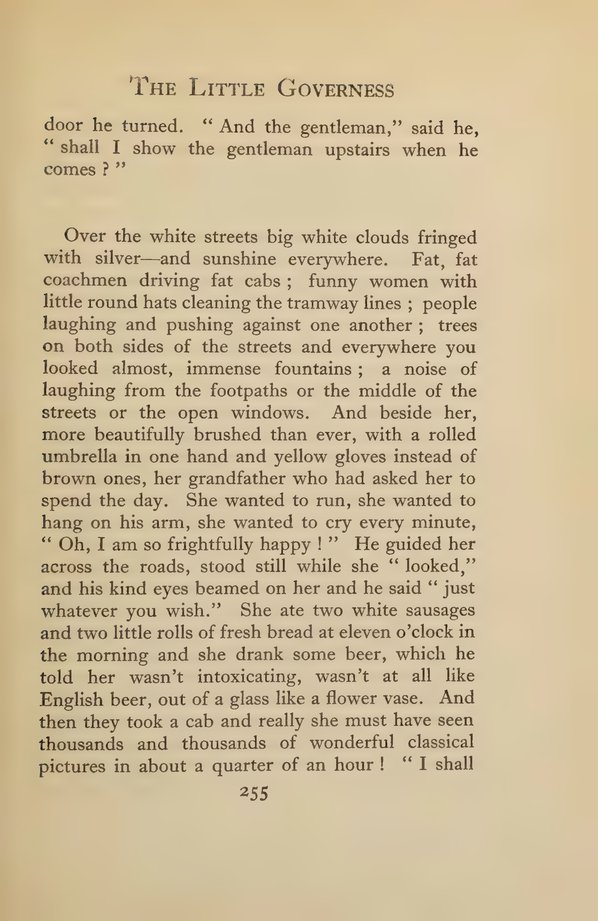 THE LITTLE GOVERNESS
door he turned. “ And the gentleman,” said he,
“ shall I show the gentleman upstairs when he
comes ? ”
Over the white streets big white clouds fringed
with silver—and sunshine everywhere. Fat, fat
coachmen driving fat cabs ; funny women with
little round hats cleaning the tramway lines ; people
laughing and pushing against one another ; trees
on both sides of the streets and everywhere you
looked almost, immense fountains ; a noise of
laughing from the footpaths or the middle of the
streets or the open windows. And beside her,
more beautifully brushed than ever, with a rolled
umbrella in one hand and yellow gloves instead of
brown ones, her grandfather who had asked her to
spend the day. She wanted to run, she wanted to
hang on his arm, she wanted to cry every minute,
“ Oh, I am so frightfully happy ! ” He guided her
across the roads, stood still while she “ looked,”
and his kind eyes beamed on her and he said “ just
whatever you wish.” She ate two white sausages
and two little rolls of fresh bread at eleven o’clock in
the morning and she drank some beer, which he
told her wasn’t intoxicating, wasn’t at all like
English beer, out of a glass like a flower vase. And
then they took a cab and really she must have seen
thousands and thousands of wonderful classical
pictures in about a quarter of an hour ! “ I shall
255